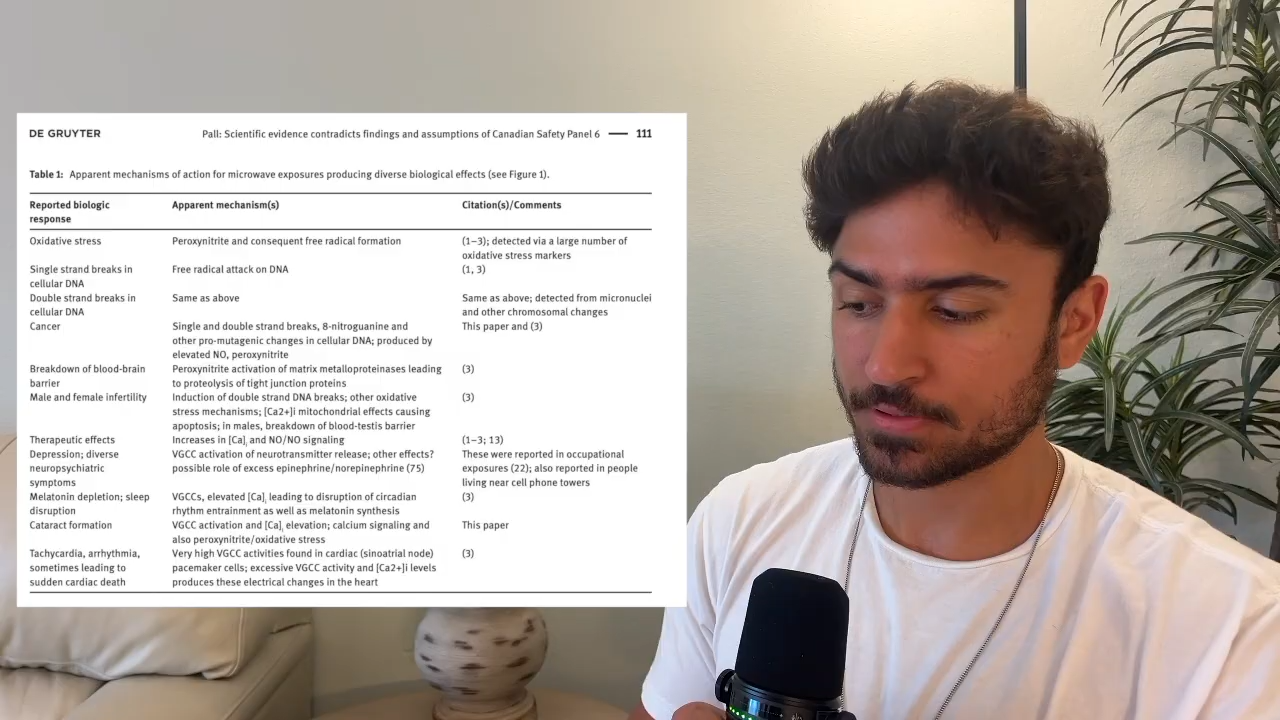 DE GRUYTER Pall: Scientific evidence contradicts findings and assumptions of Canadian Safety Panel 6 — 111
Table 1: Apparent mechanisms of action for microwave exposures producing diverse biological effects (see Figure 1).
Reported biologic Apparent mechanism(s) Citation(s)/Comments
response
Oxidative stress Peroxynitrite and consequent free radical formation (1–3); detected via a large number of
oxidative stress markers
Single strand breaks in Free radical attack on DNA (1, 3)
cellular DNA
Double strand breaks in Same as above Same as above; detected from micronuclei
cellular DNA and other chromosomal changes
Cancer Single and double strand breaks, 8-nitroguanine and This paper and (3)
other pro-mutagenic changes in cellular DNA; produced by
elevated NO, peroxynitrite
Breakdown of blood-brain Peroxynitrite activation of matrix metalloproteinases leading (3)
barrier to proteolysis of tight junction proteins
Male and female infertility Induction of double strand DNA breaks; other oxidative (3)
stress mechanisms; [Ca2+]i mitochondrial effects causing
apoptosis; in males, breakdown of blood-testis barrier
Therapeutic effects Increases in [Ca]i and NO/NO signaling (1–3; 13)
Depression; diverse VGCC activation of neurotransmitter release; other effects? These were reported in occupational
neuropsychiatric possible role of excess epinephrine/norepinephrine (75) exposures (22); also reported in people
symptoms living near cell phone towers
Melatonin depletion; sleep VGCCs, elevated [Ca]i leading to disruption of circadian (3)
disruption rhythm entrainment as well as melatonin synthesis
Cataract formation VGCC activation and [Ca]i elevation; calcium signaling and This paper
also peroxynitrite/oxidative stress
Tachycardia, arrhythmia, Very high VGCC activities found in cardiac (sinoatrial node) (3)
sometimes leading to pacemaker cells; excessive VGCC activity and [Ca2+]i levels
sudden cardiac death produces these electrical changes in the heart